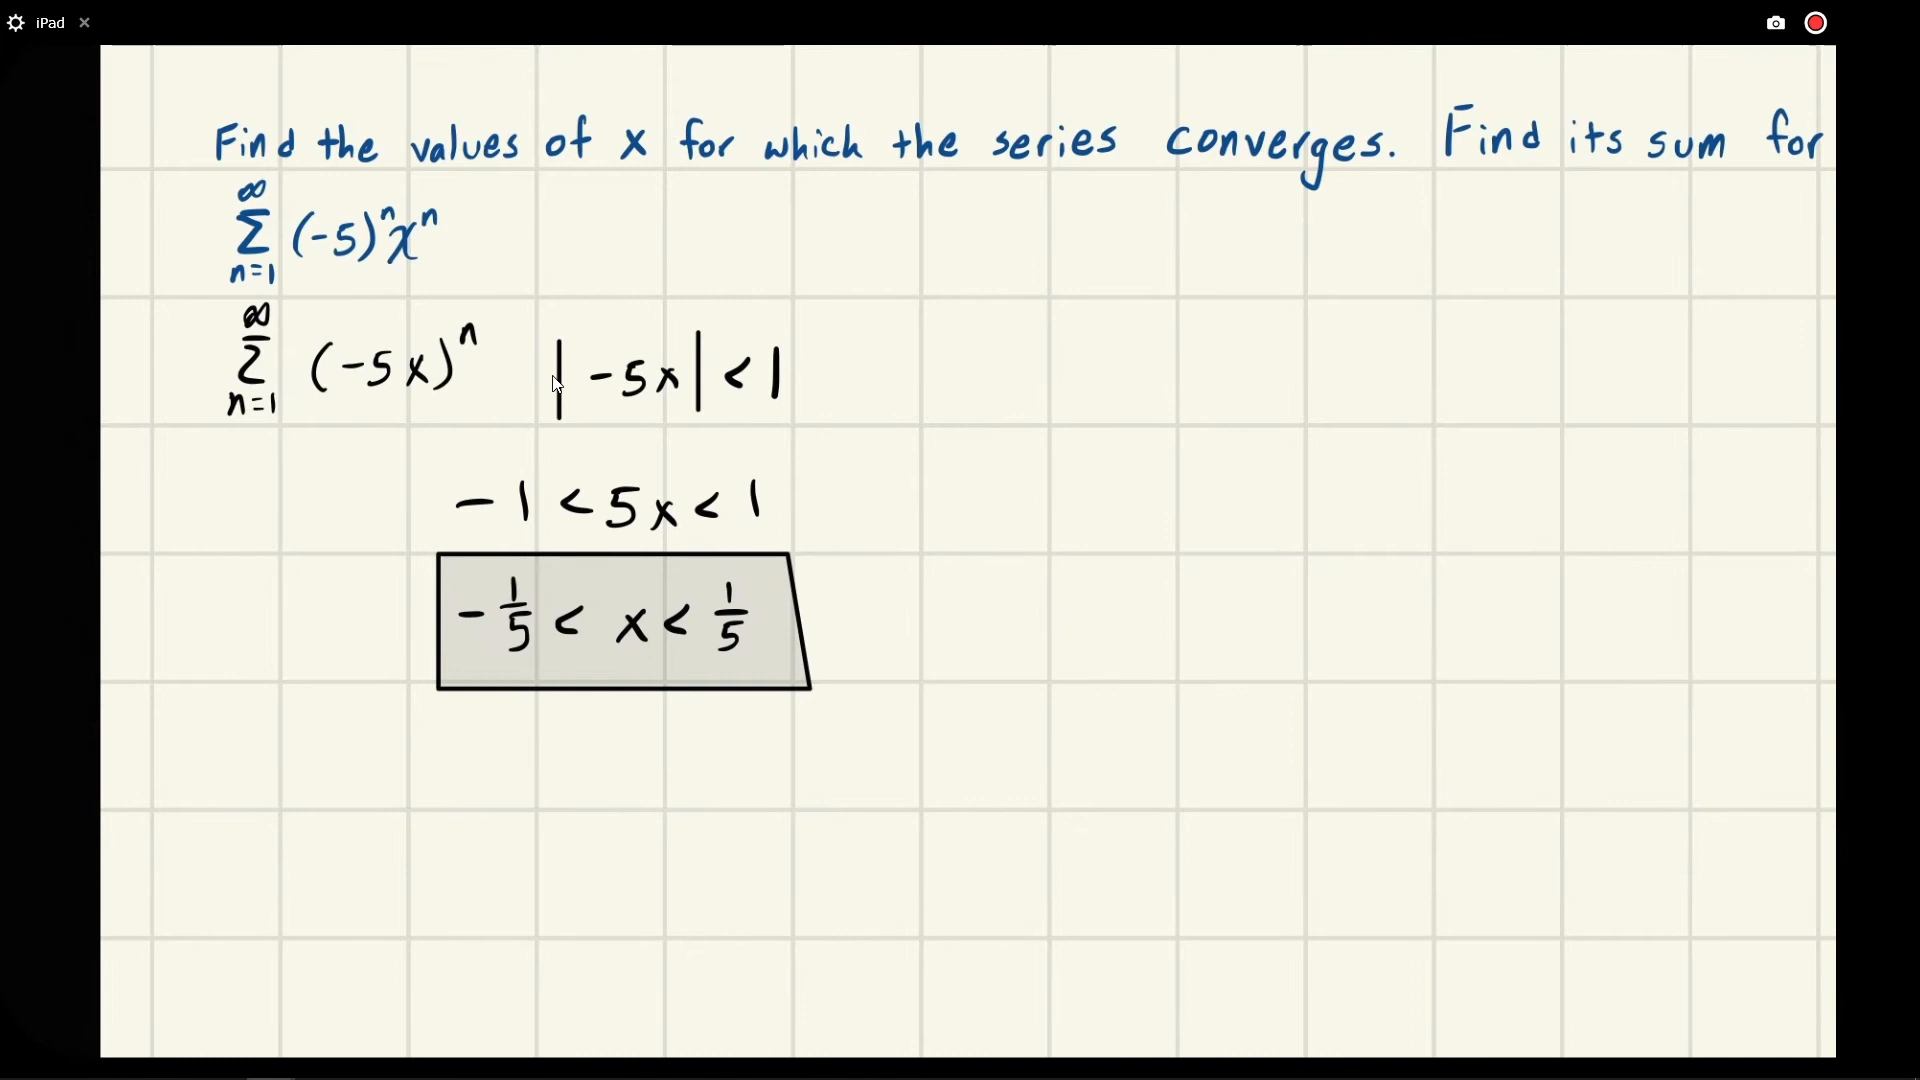 iPad
Find the values of x for which the series converges. Find its sum for
∞
Σ (-5)ⁿxⁿ
n=1
∞
Σ (-5x)ⁿ |-5x| < 1
n=1
-1 < 5x < 1
-1/5 < x < 1/5